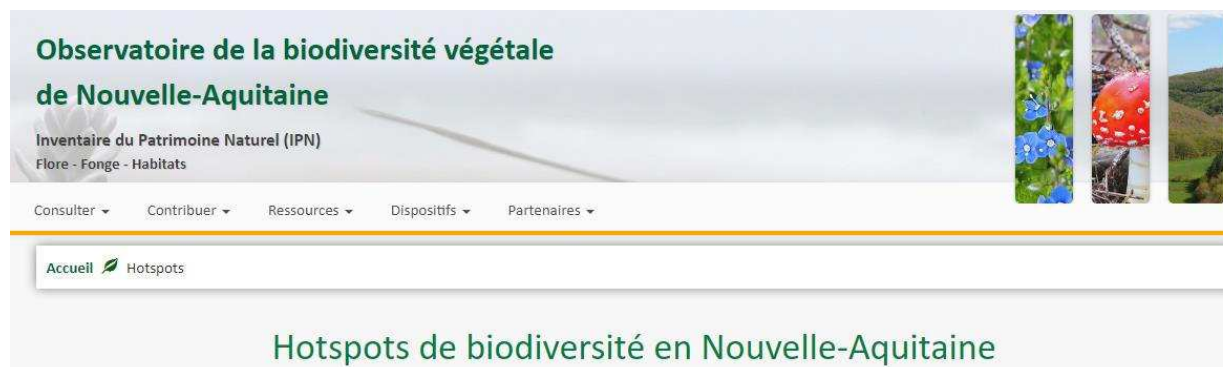 Observatoire de la biodiversité végétale
de Nouvelle-Aquitaine
Inventaire du Patrimoine Naturel (IPN)
Flore - Fonge - Habitats
Consulter Contribuer Ressources Dispositifs Partenaires
Accueil Hotspots
Hotspots de biodiversité en Nouvelle-Aquitaine